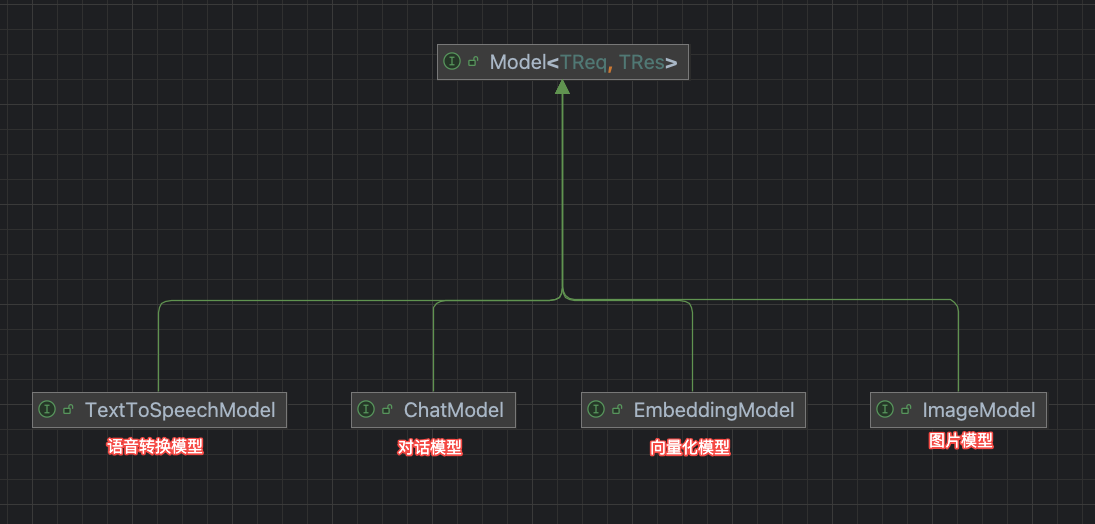 Model<TReq, TRes>
TextToSpeechModel
ChatModel
EmbeddingModel
ImageModel
语音转换模型
对话模型
向量化模型
图片模型